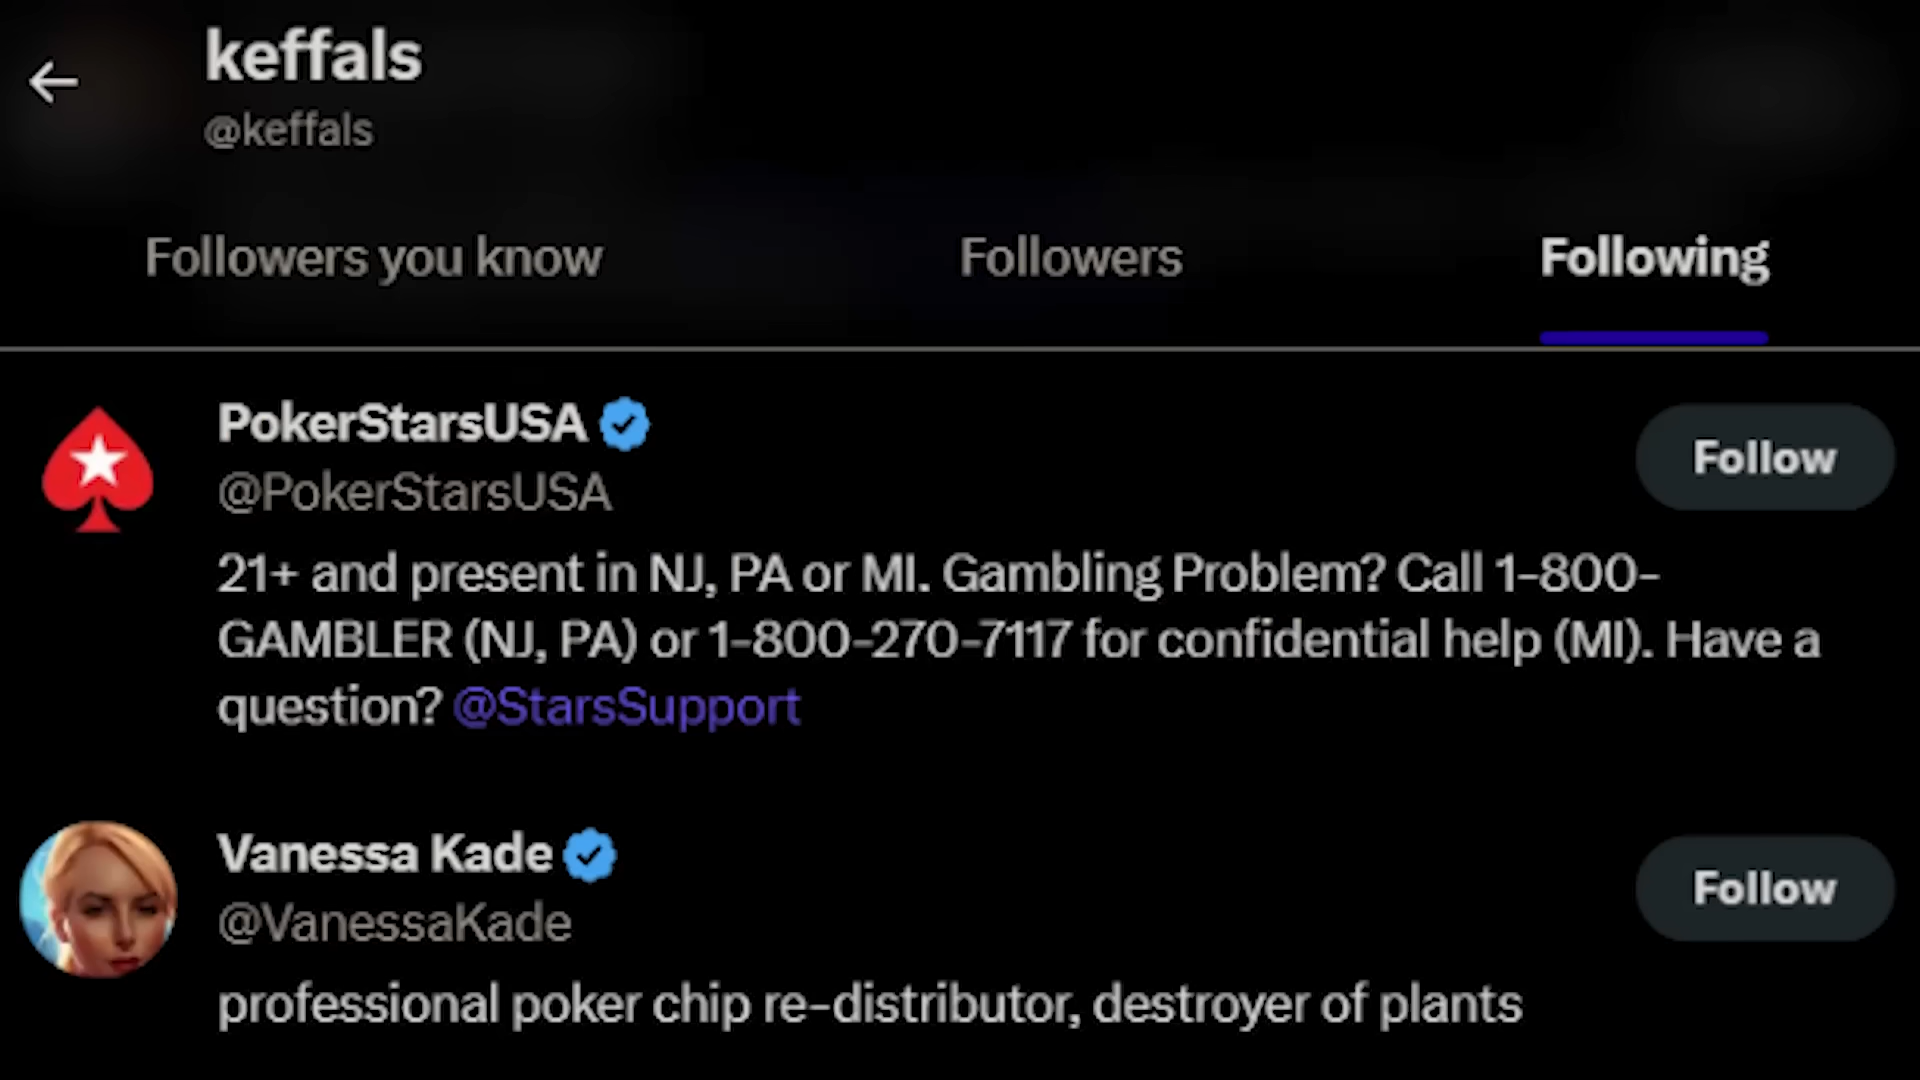 keffals
@keffals
Followers you know
Followers
Following
PokerStarsUSA
@PokerStarsUSA
Follow
21+ and present in NJ, PA or MI. Gambling Problem? Call 1-800-
GAMBLER (NJ, PA) or 1-800-270-7117 for confidential help (MI). Have a
question? @StarsSupport
Vanessa Kade
@VanessaKade
Follow
professional poker chip re-distributor, destroyer of plants